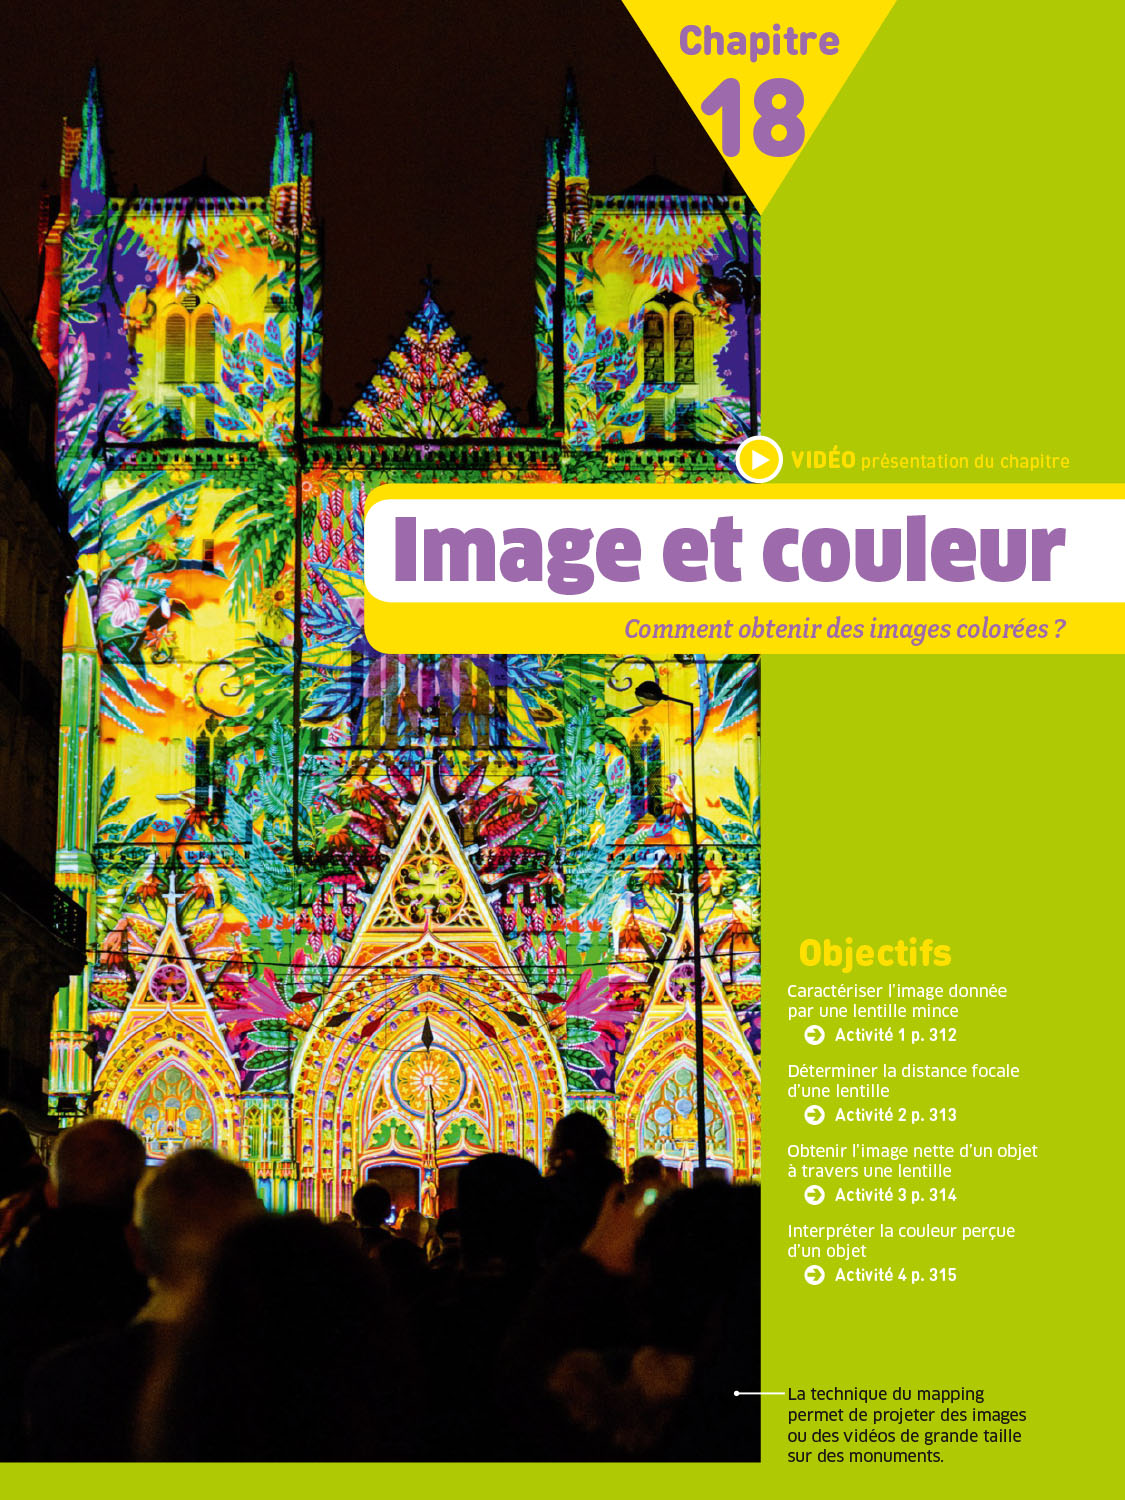 Chapitre
18
VIDÉO présentation du chapitre
Image et couleur
Comment obtenir des images colorées ?
Objectifs
Caractériser l'image donnée
par une lentille mince
Activité 1 p. 312
Déterminer la distance focale
d'une lentille
Activité 2 p. 313
Obtenir l'image nette d'un objet
à travers une lentille
Activité 3 p. 314
Interpréter la couleur perçue
d'un objet
Activité 4 p. 315
La technique du mapping
permet de projeter des images
ou des vidéos de grande taille
sur des monuments.